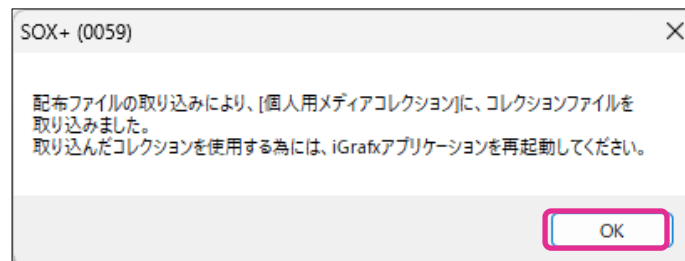 SOX+ (0059)
配布ファイルの取り込みにより、[個人用メディアコレクション]に、コレクションファイルを
取り込みました。
取り込んだコレクションを使用する為には、iGrafxアプリケーションを再起動してください。
OK